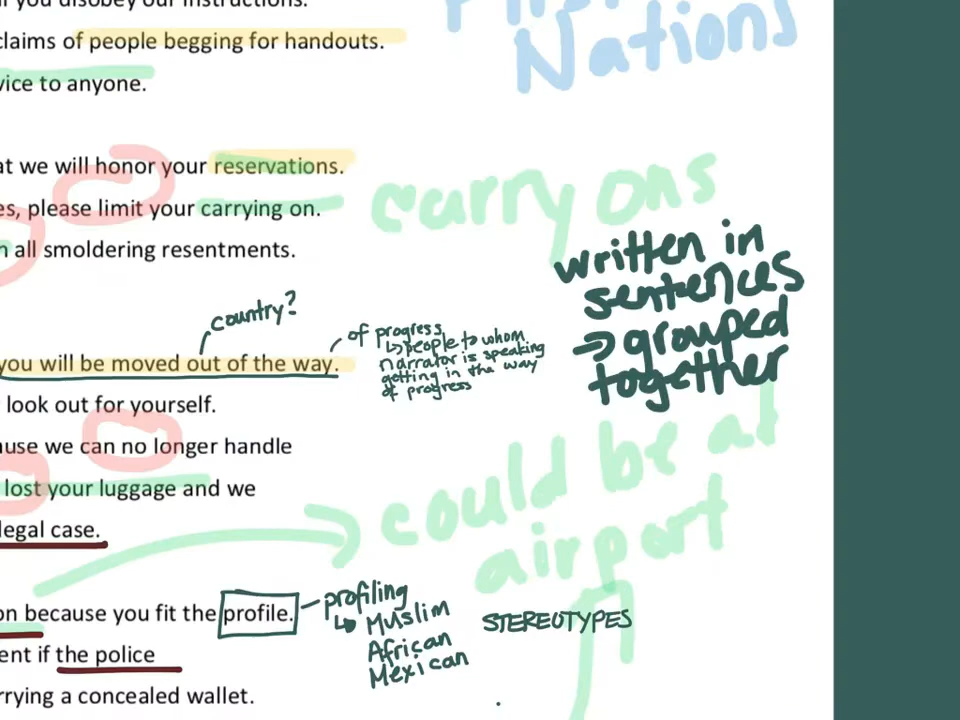 you disobey our instructions.
claims of people begging for handouts.
Nations
vice to anyone.
at we will honor your reservations.
carry ons
es, please limit your carrying on.
all smoldering resentments.
written in
sentences
→ grouped
together
country?
of progress
↳ people to whom
narrator is speaking
getting in the way
of progress
you will be moved out of the way.
look out for yourself.
ause we can no longer handle
lost your luggage and we
could be at
airport
legal case.
on because you fit the profile.
profiling
↳ Muslim
African
Mexican
STEREOTYPES
ent if the police
rrying a concealed wallet.